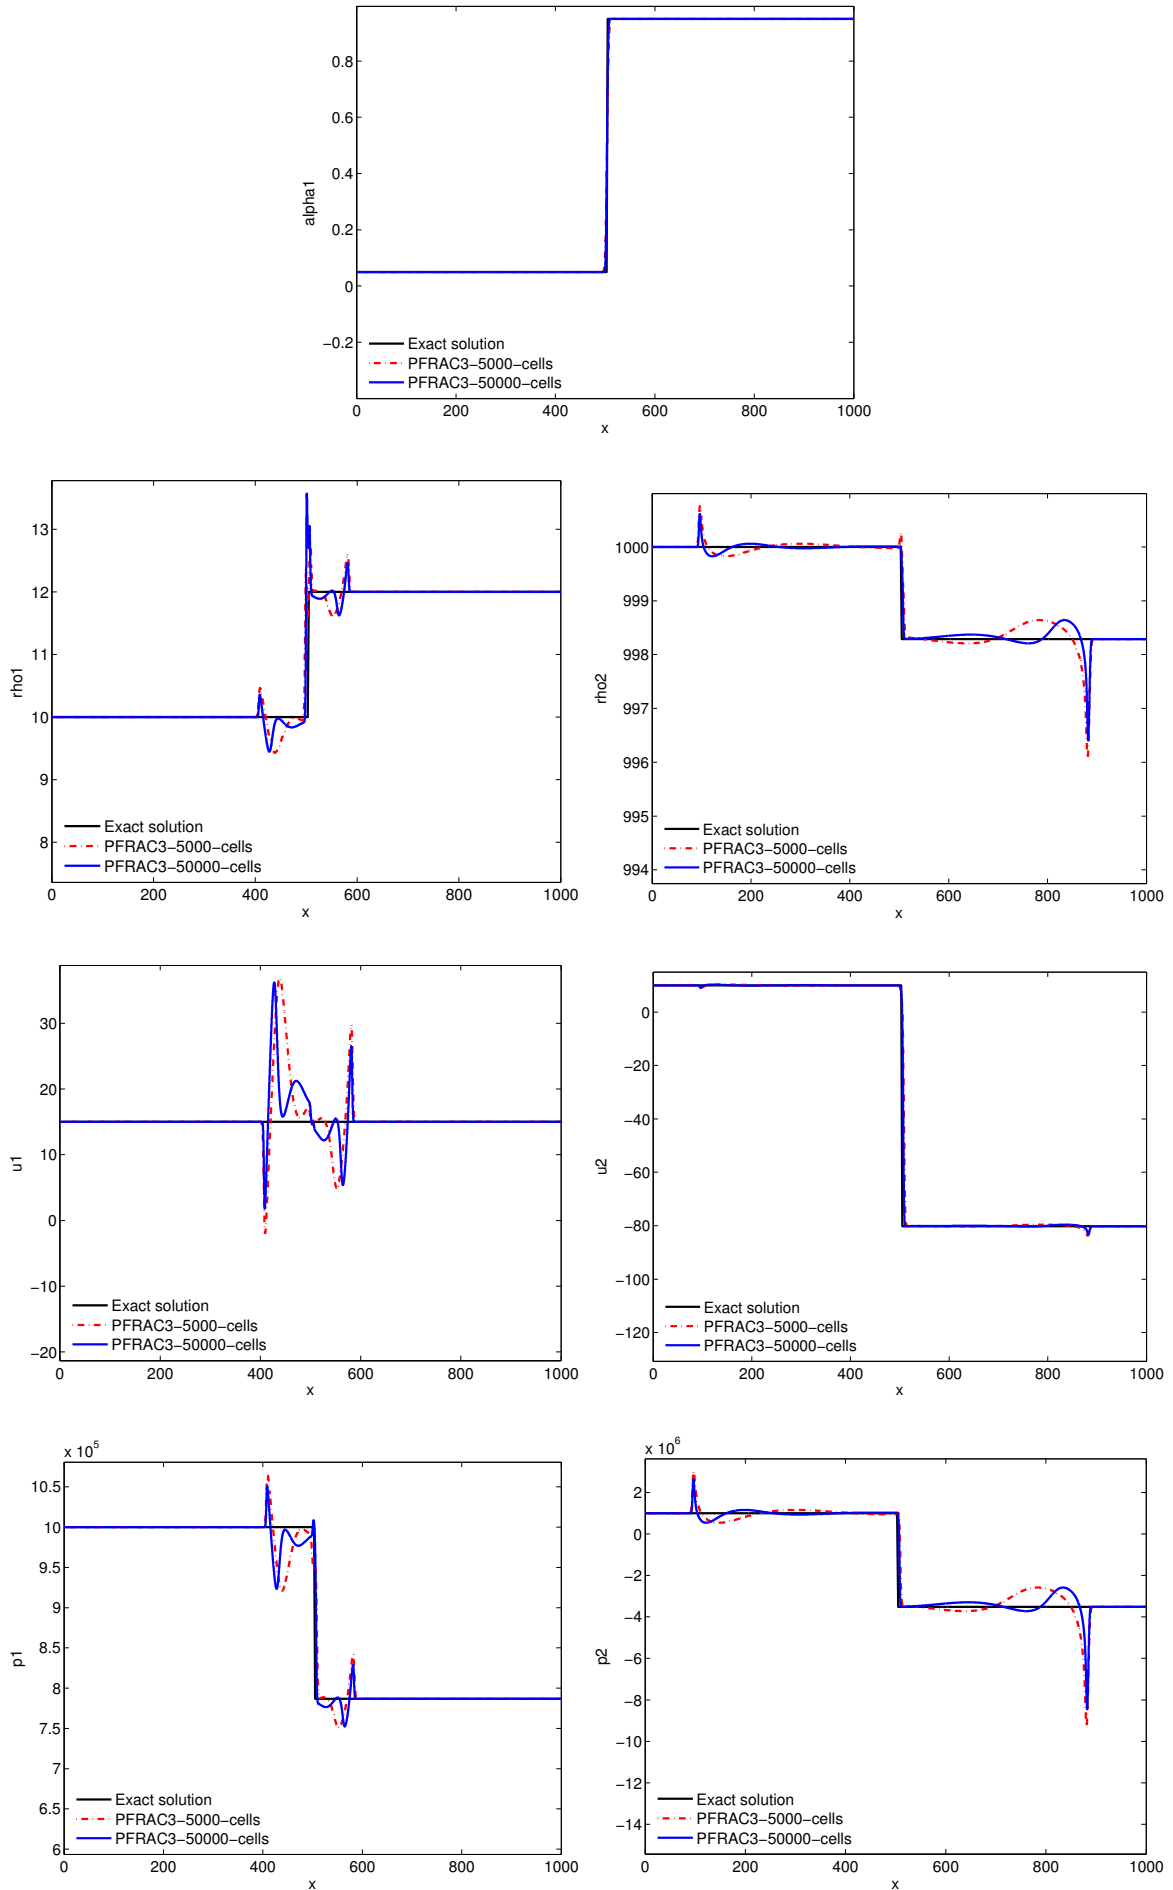 alpha1
0.8
0.6
0.4
0.2
0
−0.2
Exact solution
PFRAC3−5000−cells
PFRAC3−50000−cells
0 200 400 600 800 1000
x
rho1
13
12
11
10
9
8
Exact solution
PFRAC3−5000−cells
PFRAC3−50000−cells
0 200 400 600 800 1000
x
rho2
1000
999
998
997
996
995
994
Exact solution
PFRAC3−5000−cells
PFRAC3−50000−cells
0 200 400 600 800 1000
x
u1
30
20
10
0
−10
−20
Exact solution
PFRAC3−5000−cells
PFRAC3−50000−cells
0 200 400 600 800 1000
x
u2
0
−20
−40
−60
−80
−100
−120
Exact solution
PFRAC3−5000−cells
PFRAC3−50000−cells
0 200 400 600 800 1000
x
x 10^5
p1
10.5
10
9.5
9
8.5
8
7.5
7
6.5
6
Exact solution
PFRAC3−5000−cells
PFRAC3−50000−cells
0 200 400 600 800 1000
x
x 10^6
p2
2
0
−2
−4
−6
−8
−10
−12
−14
Exact solution
PFRAC3−5000−cells
PFRAC3−50000−cells
0 200 400 600 800 1000
x